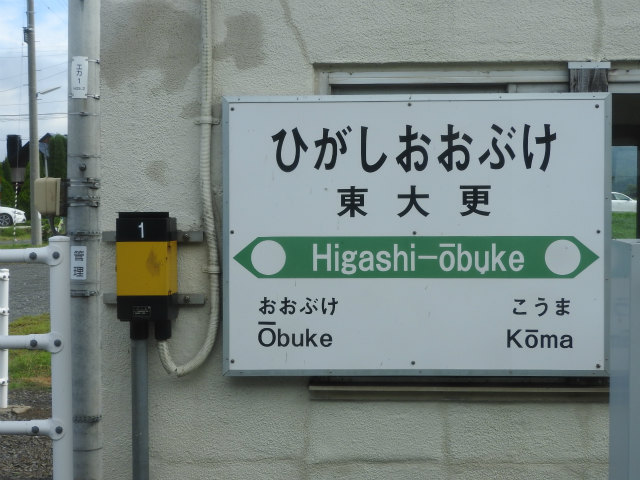 ひがしおおぶけ
東大更
Higashi-ōbuke
おおぶけ
Ōbuke
こうま
Kōma
1
管理